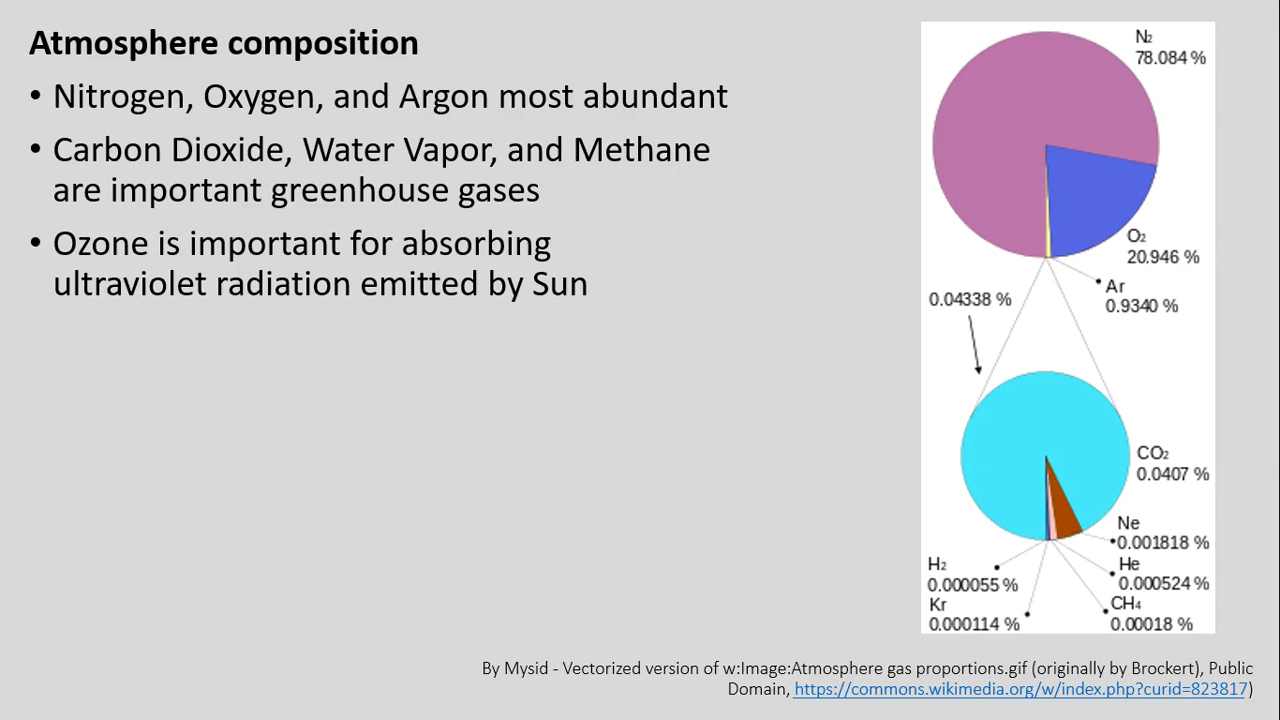 Atmosphere composition
• Nitrogen, Oxygen, and Argon most abundant
• Carbon Dioxide, Water Vapor, and Methane
are important greenhouse gases
• Ozone is important for absorbing
ultraviolet radiation emitted by Sun
N₂
78.084 %
O₂
20.946 %
Ar
0.9340 %
0.04338 %
CO₂
0.0407 %
Ne
0.001818 %
He
0.000524 %
CH₄
0.00018 %
H₂
0.000055 %
Kr
0.000114 %
By Mysid - Vectorized version of w:Image:Atmosphere gas proportions.gif (originally by Brockert), Public
Domain, https://commons.wikimedia.org/w/index.php?curid=823817)